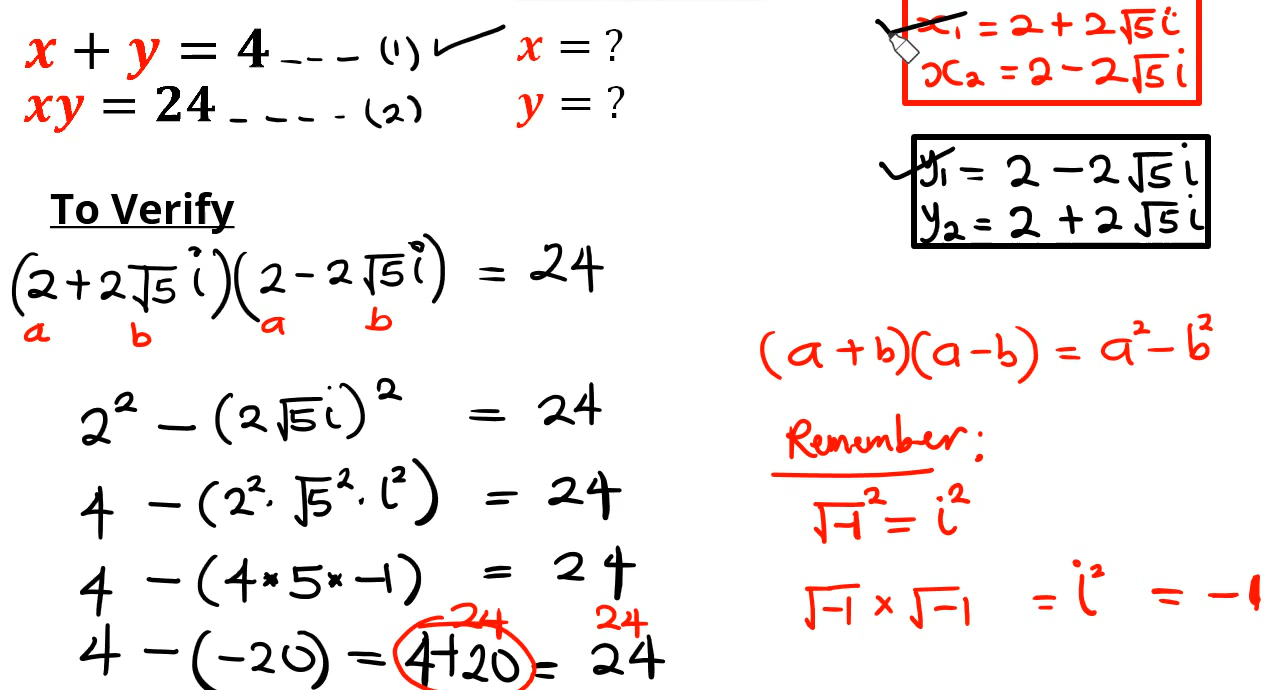 x + y = 4 - - - - (1) ✓ x = ?
xy = 24 - - - - (2) y = ?
x₁ = 2 + 2√5 i
x₂ = 2 - 2√5 i
y₁ = 2 - 2√5 i
y₂ = 2 + 2√5 i
To Verify
(2 + 2√5 i)(2 - 2√5 i) = 24
a b a b
2² - (2√5 i)² = 24
4 - (2² · √5² · i²) = 24
4 - (4 * 5 * -1) = 24
24 24
4 - (-20) = 4+20 = 24
(a + b)(a - b) = a² - b²
Remember:
√-1² = i²
√-1 × √-1 = i² = -1